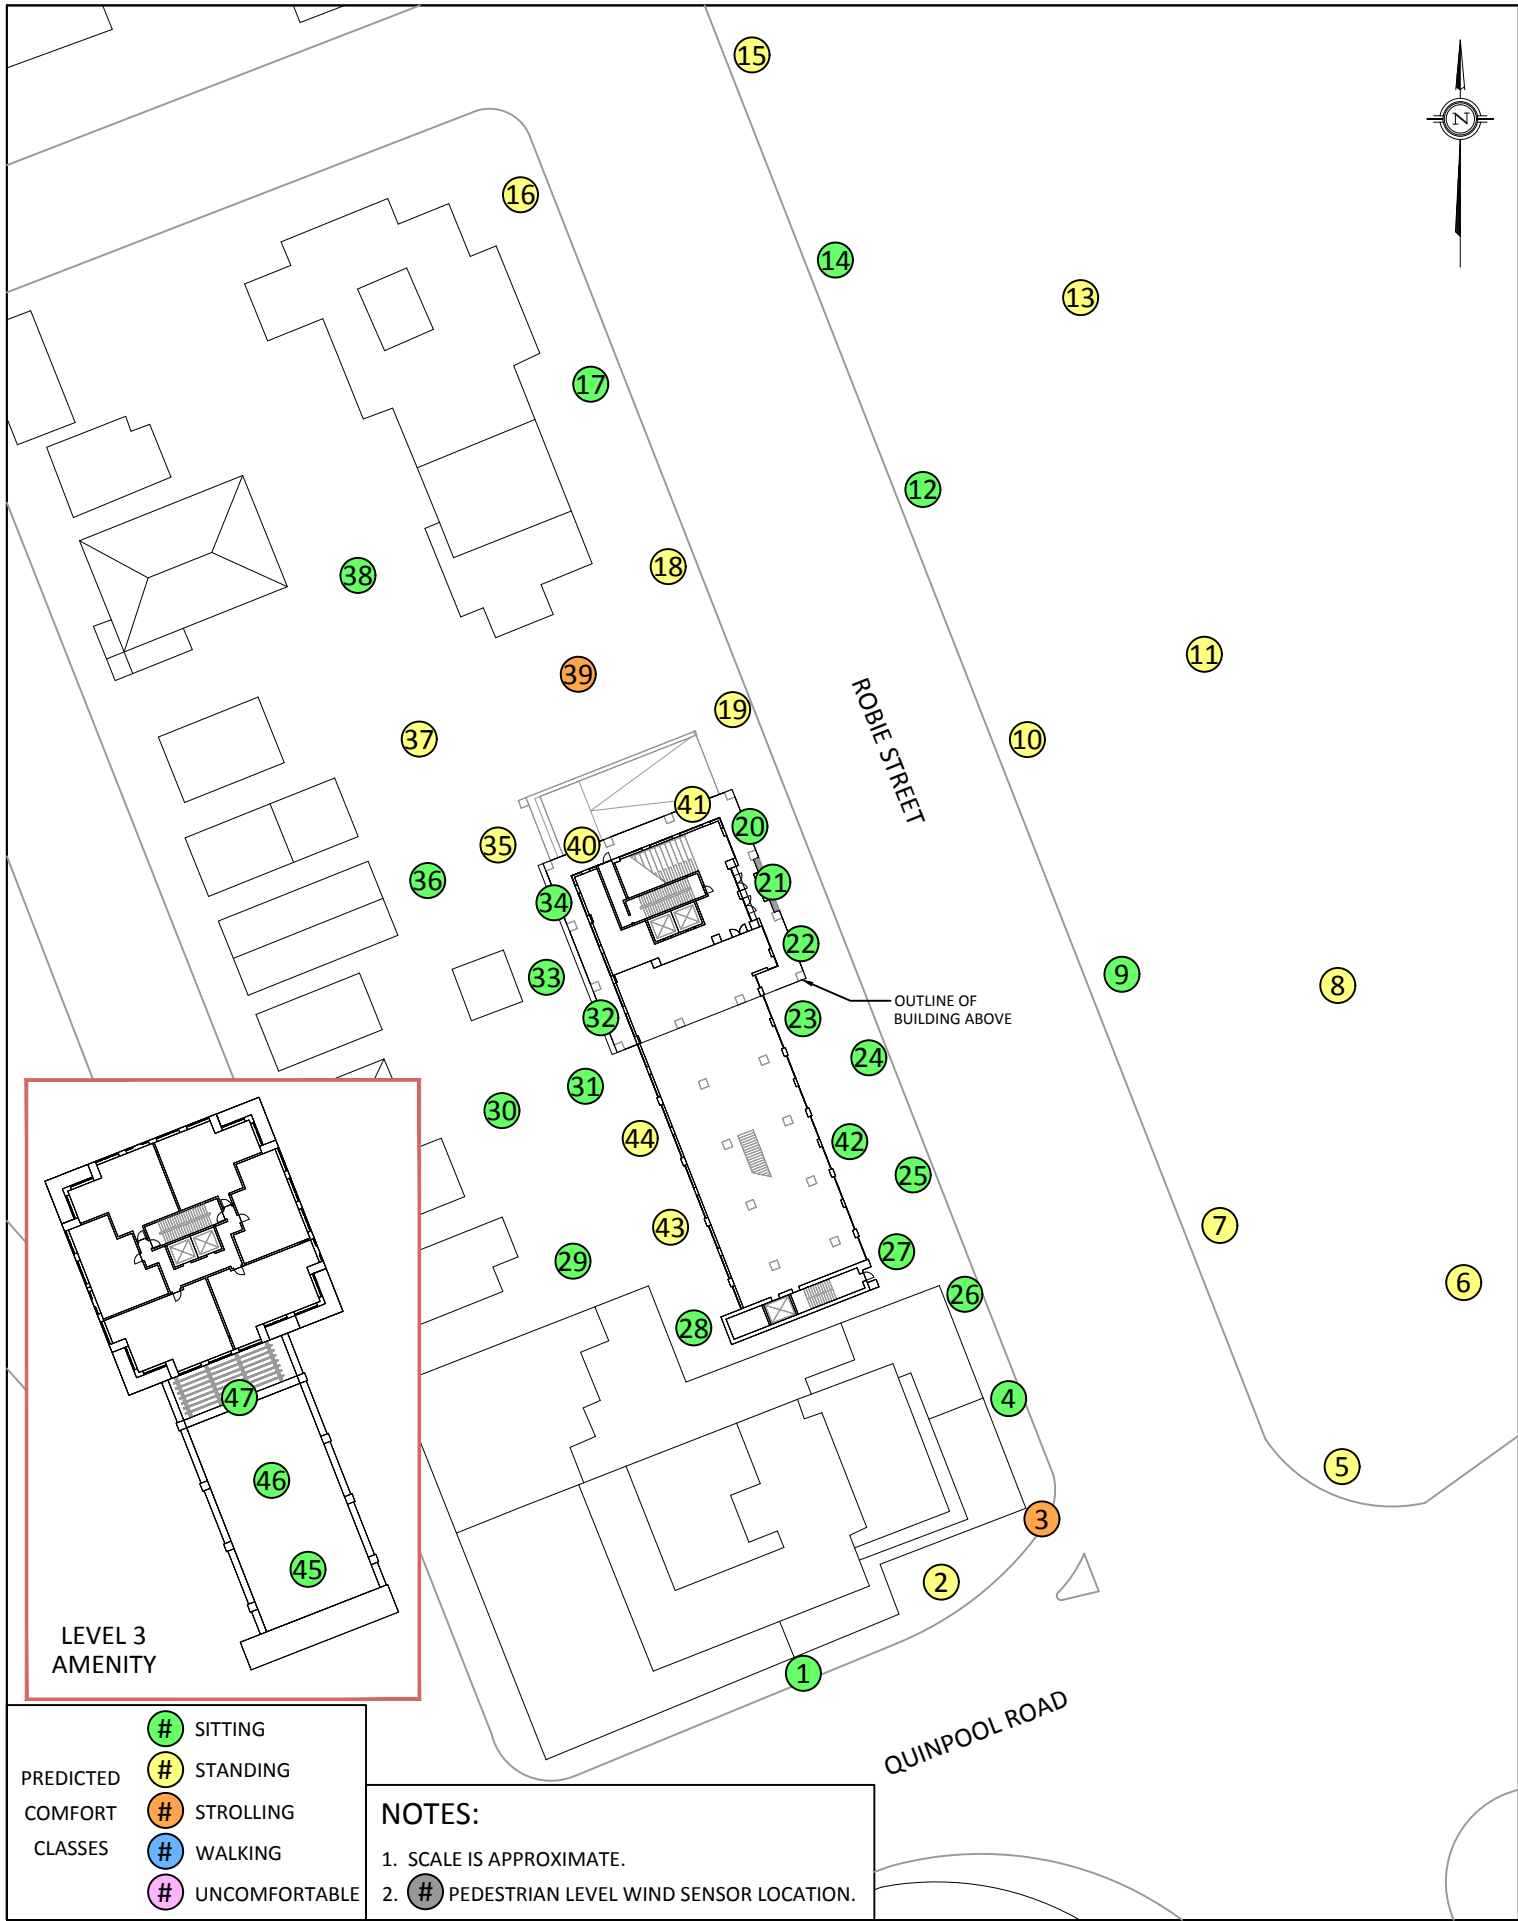 15
N
16
14
13
17
12
18
38
11
39
19
10
37
ROBIE STREET
41
20
40
35
21
36
34
22
9
33
8
OUTLINE OF
BUILDING ABOVE
32
23
24
31
30
44
42
25
43
7
27
29
6
26
28
4
5
3
2
1
47
46
45
LEVEL 3
AMENITY
QUINPOOL ROAD
PREDICTED
COMFORT
CLASSES
# SITTING
# STANDING
# STROLLING
# WALKING
# UNCOMFORTABLE
NOTES:
1. SCALE IS APPROXIMATE.
2. # PEDESTRIAN LEVEL WIND SENSOR LOCATION.